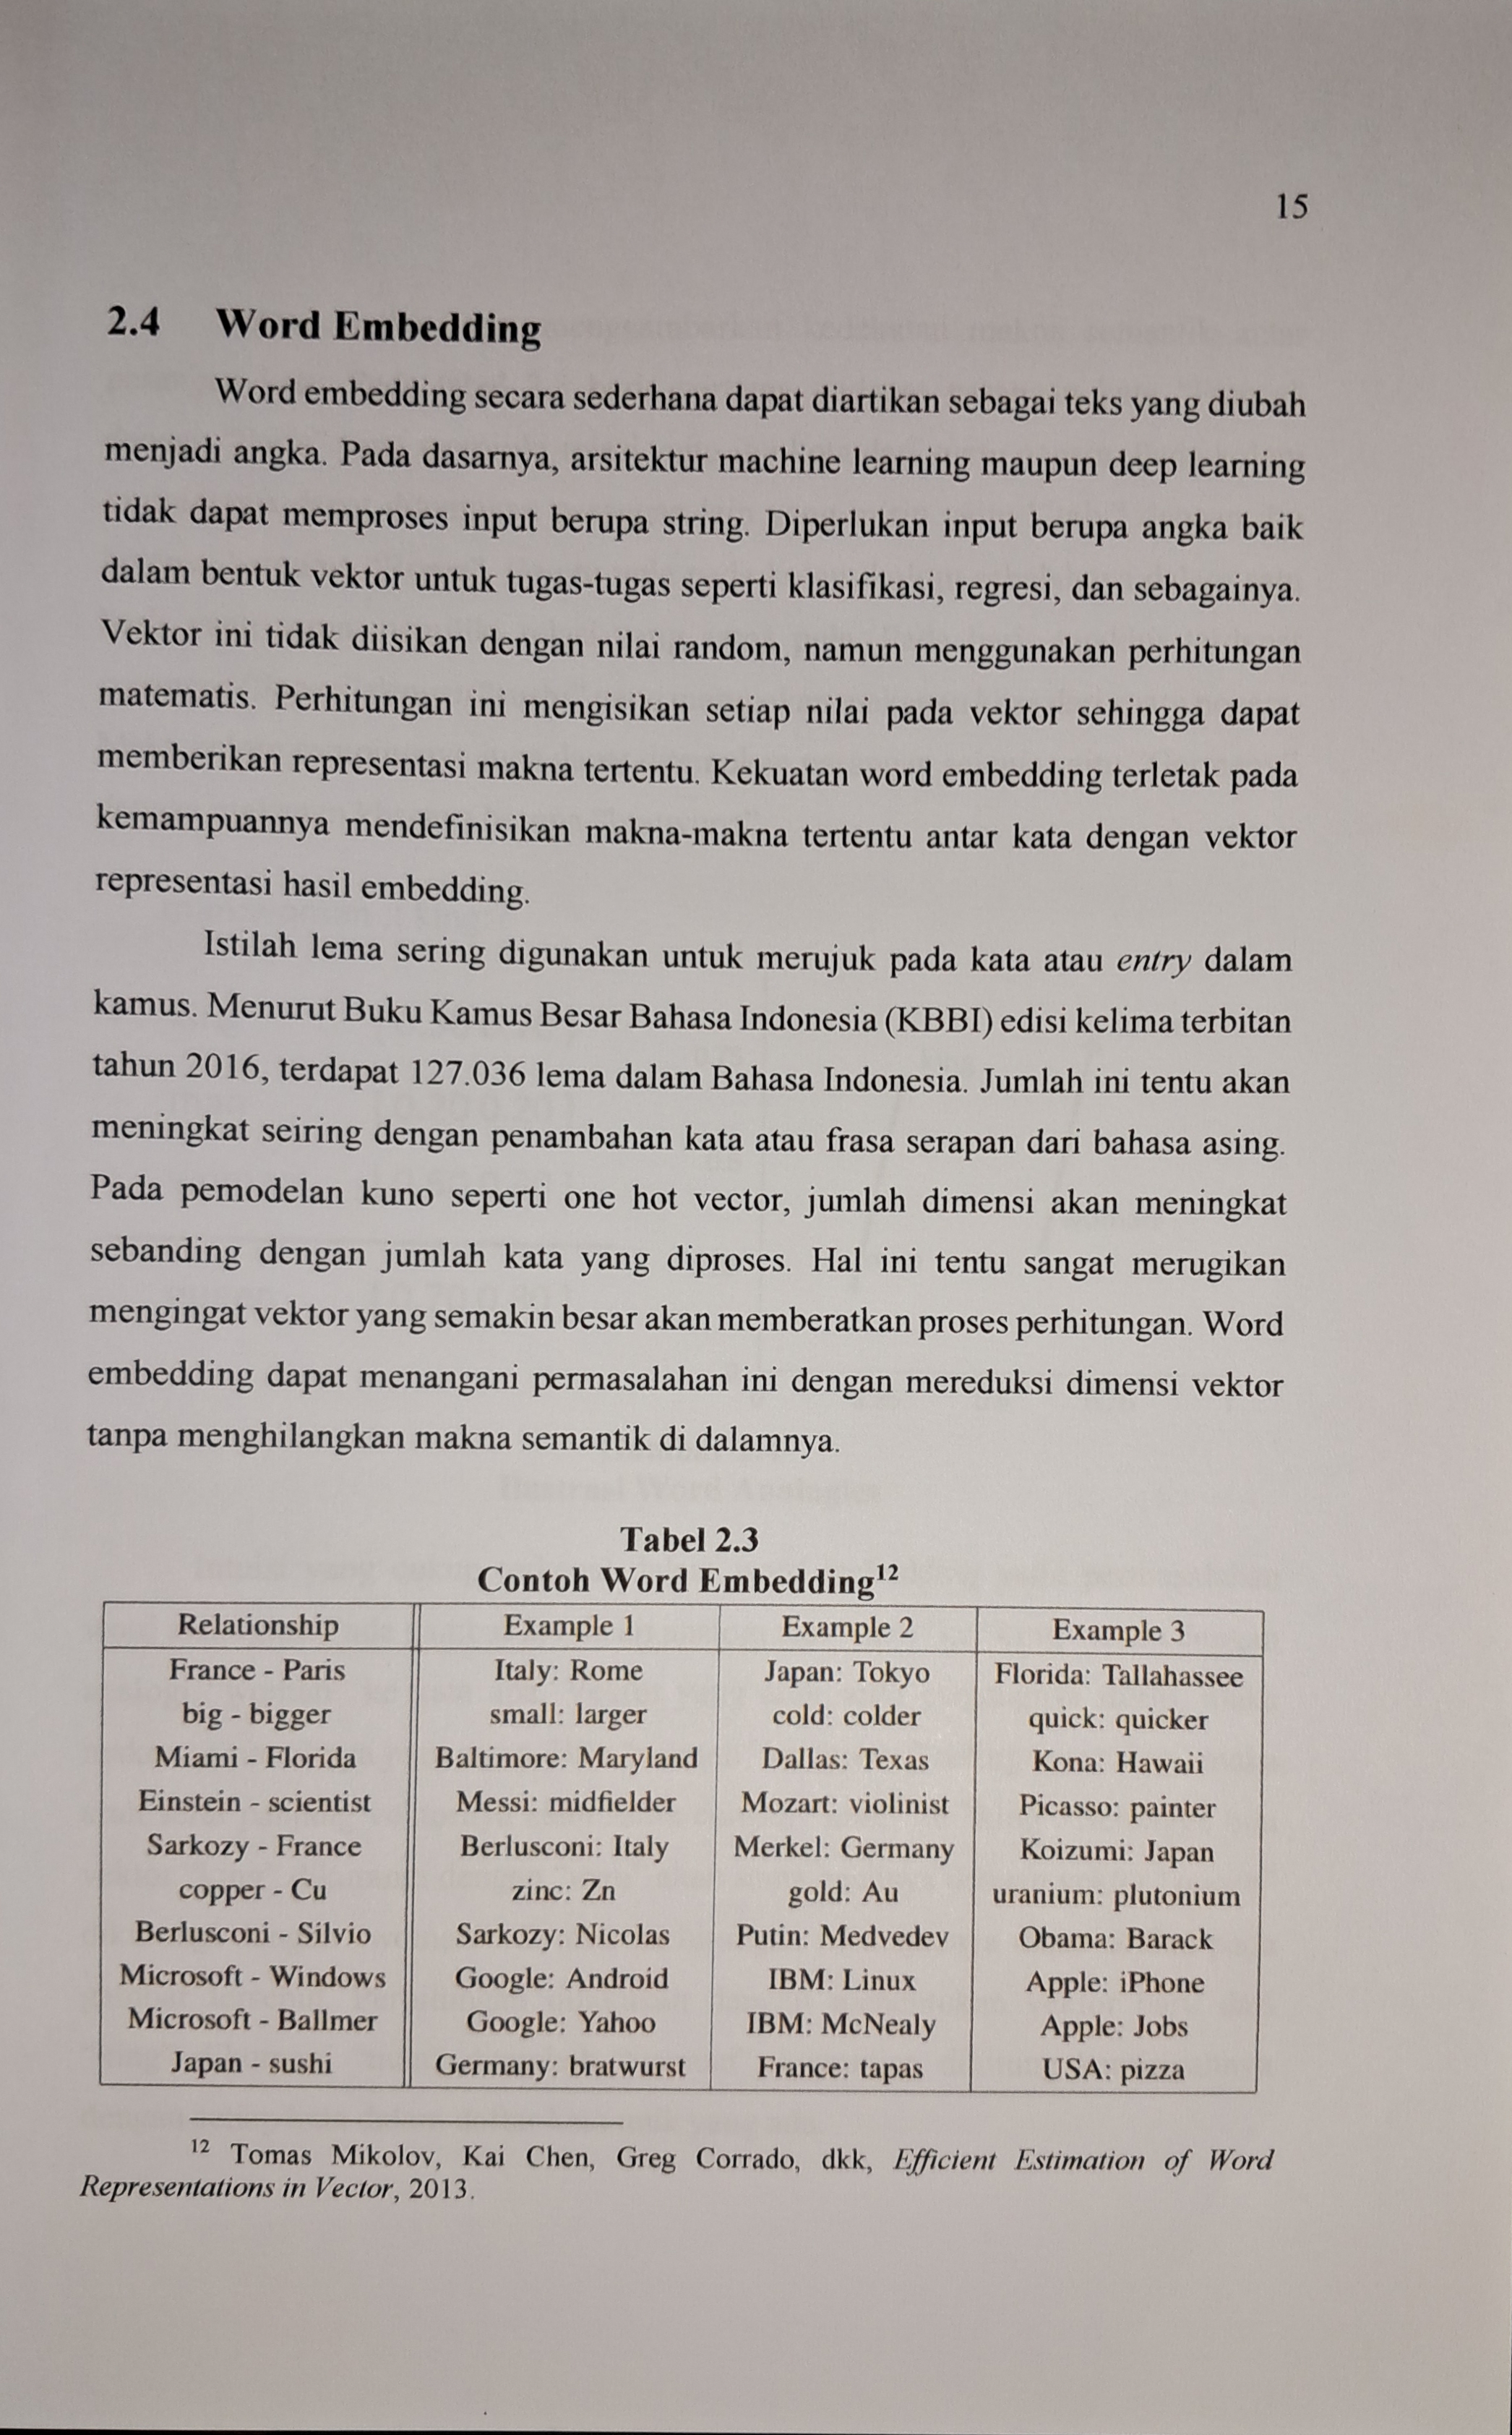 15
2.4 Word Embedding
Word embedding secara sederhana dapat diartikan sebagai teks yang diubah
menjadi angka. Pada dasarnya, arsitektur machine learning maupun deep learning
tidak dapat memproses input berupa string. Diperlukan input berupa angka baik
dalam bentuk vektor untuk tugas-tugas seperti klasifikasi, regresi, dan sebagainya.
Vektor ini tidak diisikan dengan nilai random, namun menggunakan perhitungan
matematis. Perhitungan ini mengisikan setiap nilai pada vektor sehingga dapat
memberikan representasi makna tertentu. Kekuatan word embedding terletak pada
kemampuannya mendefinisikan makna-makna tertentu antar kata dengan vektor
representasi hasil embedding.
Istilah lema sering digunakan untuk merujuk pada kata atau entry dalam
kamus. Menurut Buku Kamus Besar Bahasa Indonesia (KBBI) edisi kelima terbitan
tahun 2016, terdapat 127.036 lema dalam Bahasa Indonesia. Jumlah ini tentu akan
meningkat seiring dengan penambahan kata atau frasa serapan dari bahasa asing.
Pada pemodelan kuno seperti one hot vector, jumlah dimensi akan meningkat
sebanding dengan jumlah kata yang diproses. Hal ini tentu sangat merugikan
mengingat vektor yang semakin besar akan memberatkan proses perhitungan. Word
embedding dapat menangani permasalahan ini dengan mereduksi dimensi vektor
tanpa menghilangkan makna semantik di dalamnya.
Tabel 2.3
Contoh Word Embedding12
Relationship Example 1 Example 2 Example 3
France - Paris Italy: Rome Japan: Tokyo Florida: Tallahassee
big - bigger small: larger cold: colder quick: quicker
Miami - Florida Baltimore: Maryland Dallas: Texas Kona: Hawaii
Einstein - scientist Messi: midfielder Mozart: violinist Picasso: painter
Sarkozy - France Berlusconi: Italy Merkel: Germany Koizumi: Japan
copper - Cu zinc: Zn gold: Au uranium: plutonium
Berlusconi - Silvio Sarkozy: Nicolas Putin: Medvedev Obama: Barack
Microsoft - Windows Google: Android IBM: Linux Apple: iPhone
Microsoft - Ballmer Google: Yahoo IBM: McNealy Apple: Jobs
Japan - sushi Germany: bratwurst France: tapas USA: pizza
12 Tomas Mikolov, Kai Chen, Greg Corrado, dkk, Efficient Estimation of Word
Representations in Vector, 2013.